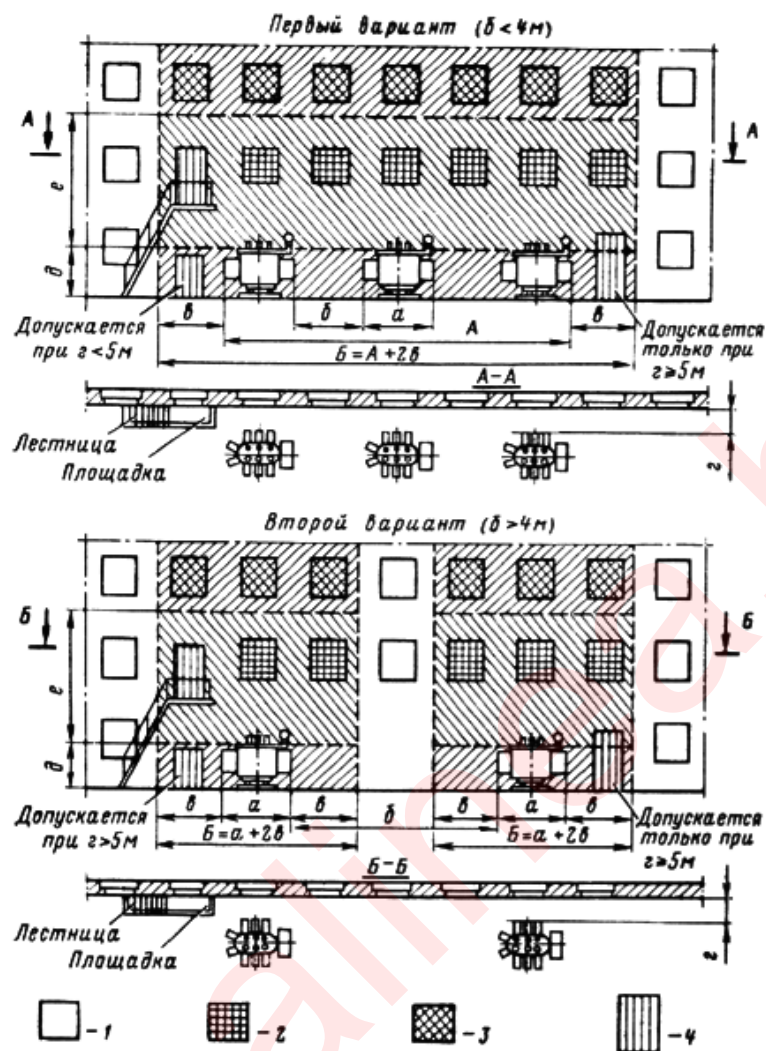 Первый вариант (б<4м)
А
А
е
д
в
б
а
А
в
Допускается
при г<5м
Б=А+2в
Допускается
только при
г≥5м
А-А
Лестница
Площадка
г
Второй вариант (б>4м)
Б
Б
е
д
в
а
в
б
в
а
в
Допускается
при г>5м
Б=а+2в
Б=а+2в
Допускается
только при
г≥5м
Б-Б
Лестница
Площадка
г
-1
-2
-3
-4